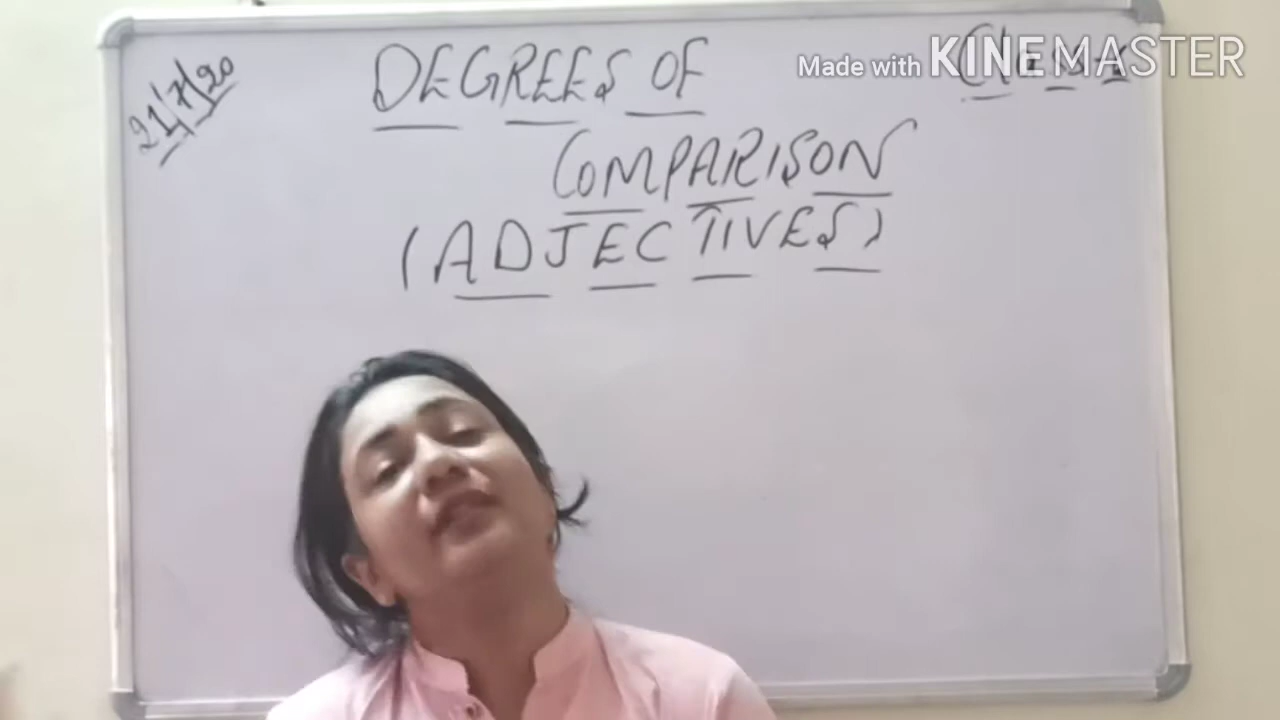 21/7/20
DEGREES OF
Made with KINEMASTER
COMPARISON
(ADJECTIVES)